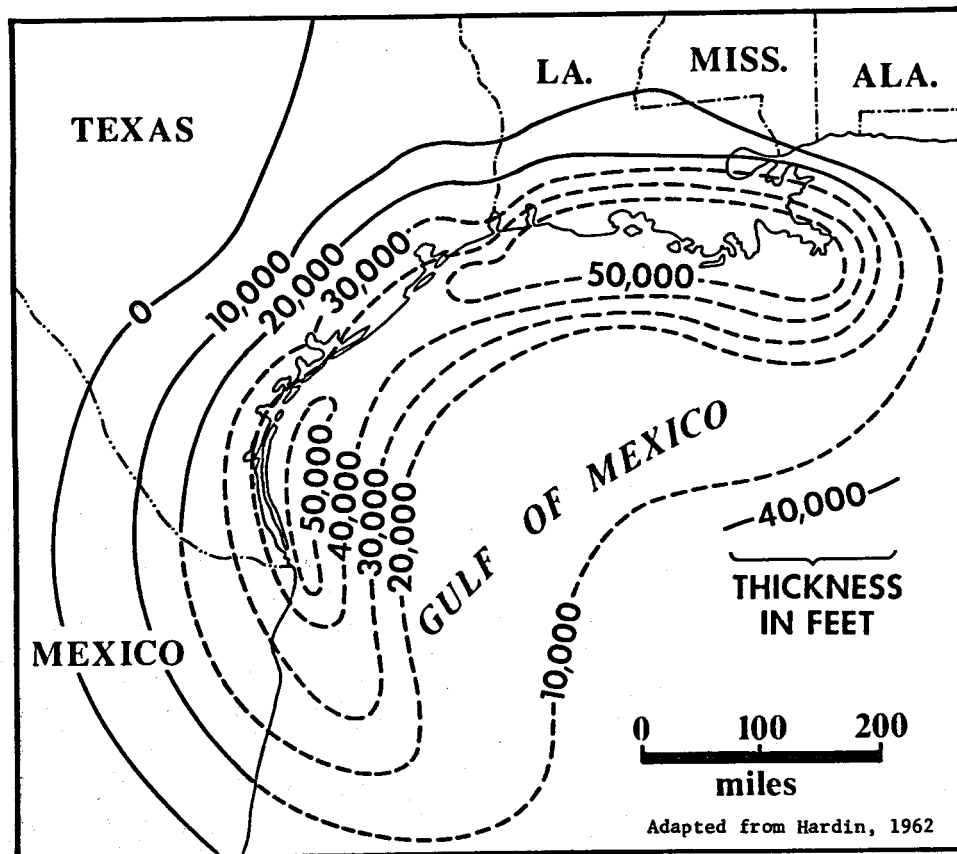 LA.
MISS.
ALA.
TEXAS
0
10,000
20,000
30,000
50,000
50,000
40,000
30,000
20,000
GULF OF MEXICO
10,000
40,000
THICKNESS
IN FEET
MEXICO
0 100 200
miles
Adapted from Hardin, 1962